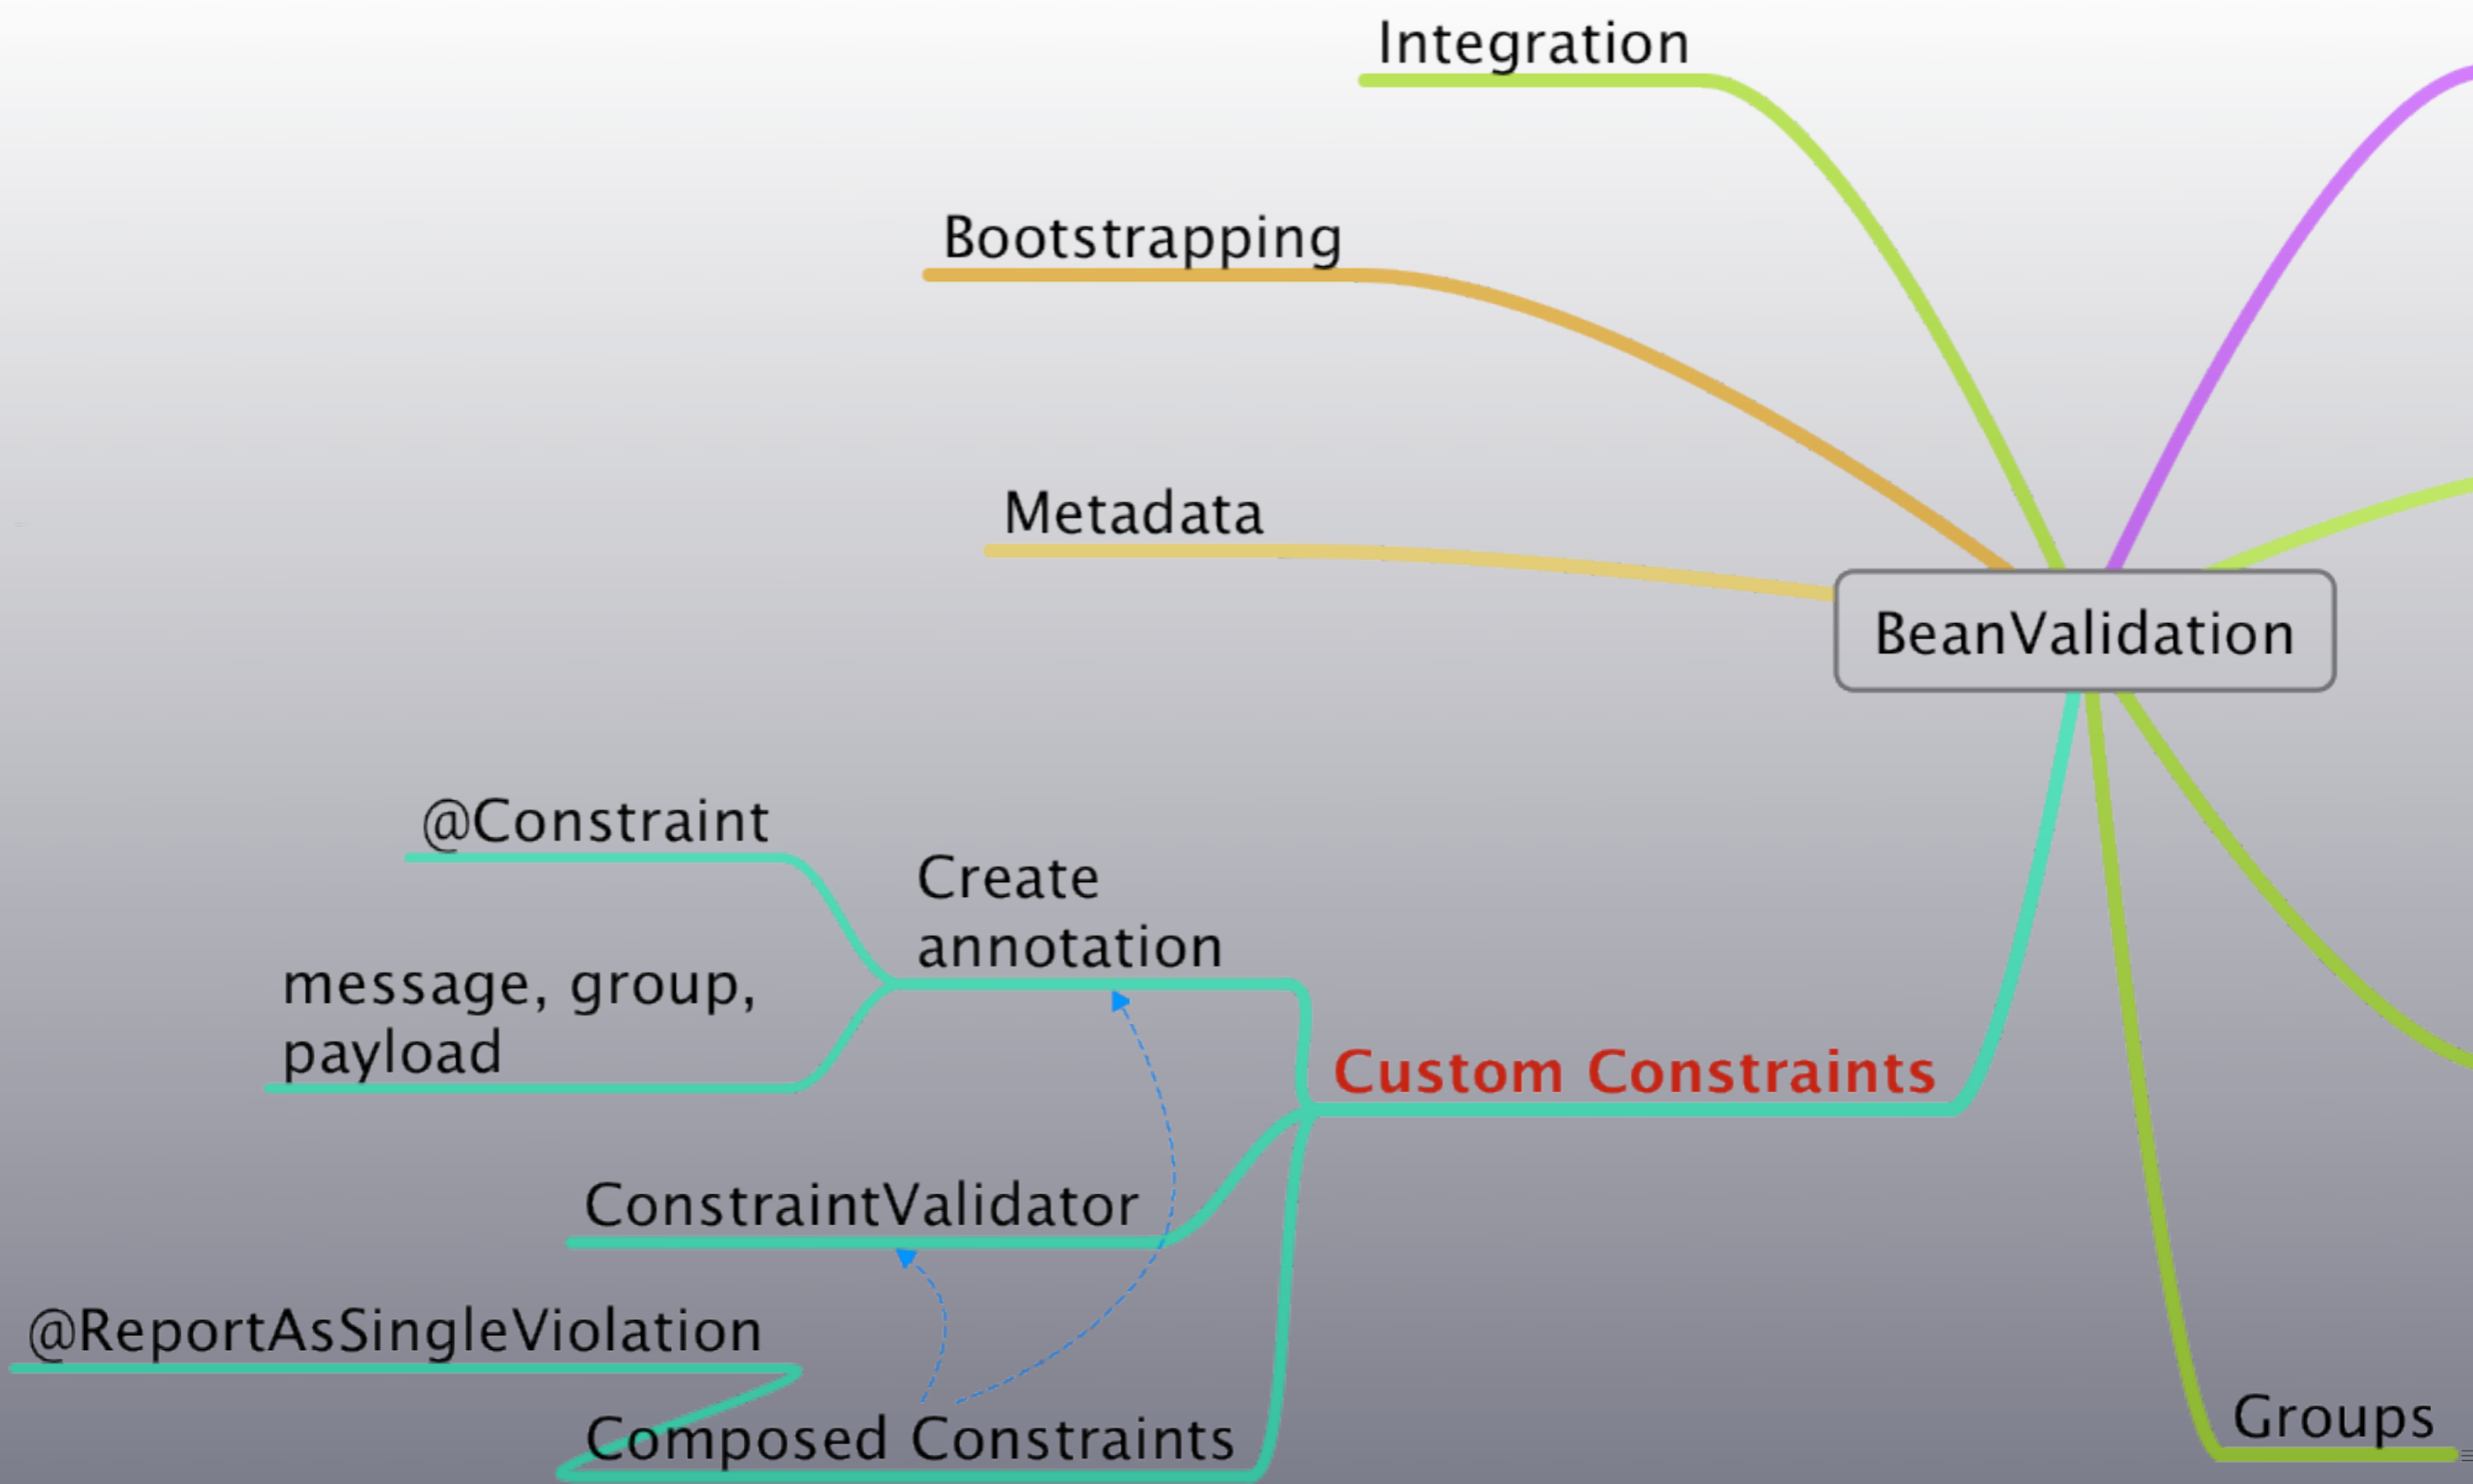 Integration
Bootstrapping
Metadata
BeanValidation
@Constraint
Create
annotation
message, group,
payload
Custom Constraints
ConstraintValidator
@ReportAsSingleViolation
Composed Constraints
Groups